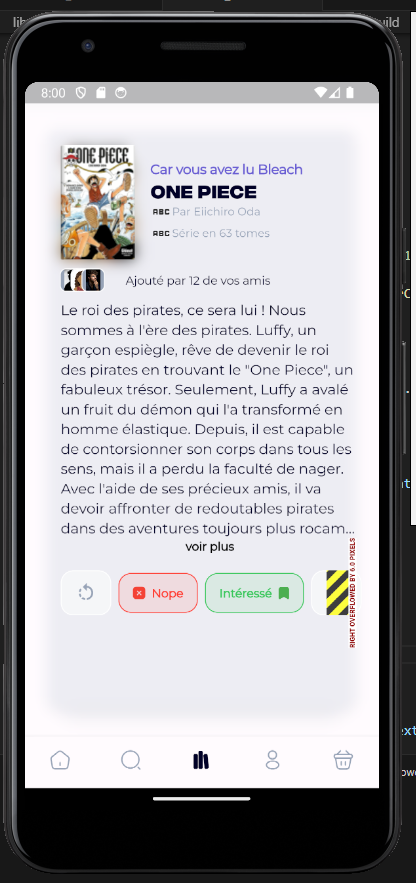 lib
uild
8:00
ONE PIECE
Car vous avez lu Bleach
ONE PIECE
ABC Par Eiichiro Oda
ABC Série en 63 tomes
Ajouté par 12 de vos amis
Le roi des pirates, ce sera lui ! Nous
sommes à l'ère des pirates. Luffy, un
garçon espiègle, rêve de devenir le roi
des pirates en trouvant le "One Piece", un
fabuleux trésor. Seulement, Luffy a avalé
un fruit du démon qui l'a transformé en
homme élastique. Depuis, il est capable
de contorsionner son corps dans tous les
sens, mais il a perdu la faculté de nager.
Avec l'aide de ses précieux amis, il va
devoir affronter de redoutables pirates
dans des aventures toujours plus rocam...
voir plus
Nope
Intéressé
RIGHT OVERFLOWED BY 6.0 PIXELS
ext
owe